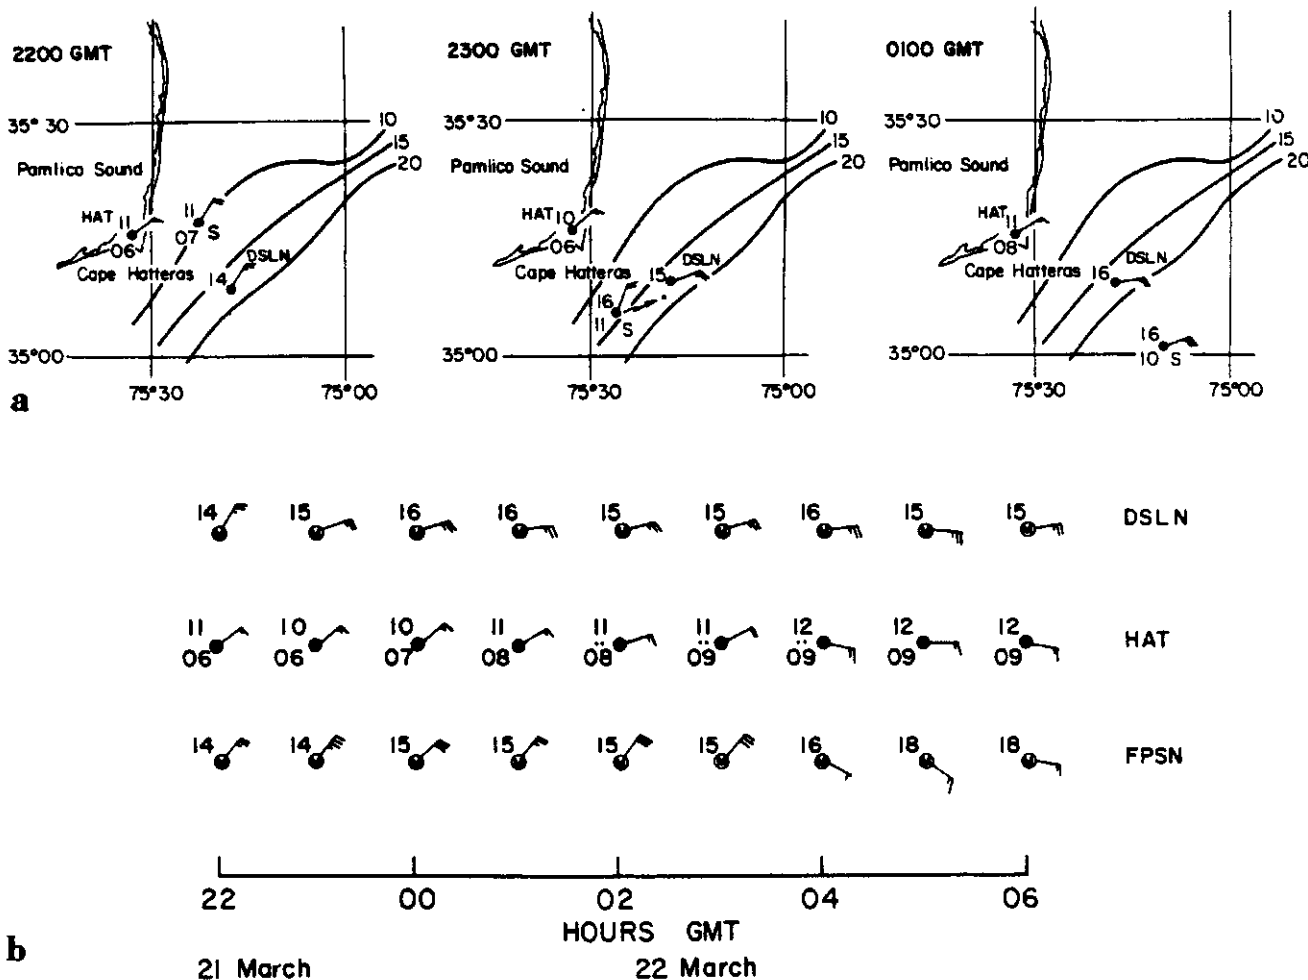 2200 GMT
35° 30
Pamlico Sound
HAT
11
06
11
07 S
DSLN
14
Cape Hatteras
35°00
75°30
75°00
10
15
20
2300 GMT
35°30
Pamlico Sound
HAT
10
06
DSLN
15
Cape Hatteras
16
11 S
35°00
75°30
75°00
10
15
20
0100 GMT
35°30
Pamlico Sound
HAT
11
08
DSLN
16
Cape Hatteras
16
10 S
35°00
75°30
75°00
10
15
20
a
14 15 16 16 15 15 16 15 15 DSLN
11 10 10 11 11 11 12 12 12 HAT
06 06 07 08 08 09 09 09 09
14 14 15 15 15 15 16 18 18 FPSN
22 00 02 04 06
HOURS GMT
b
21 March 22 March